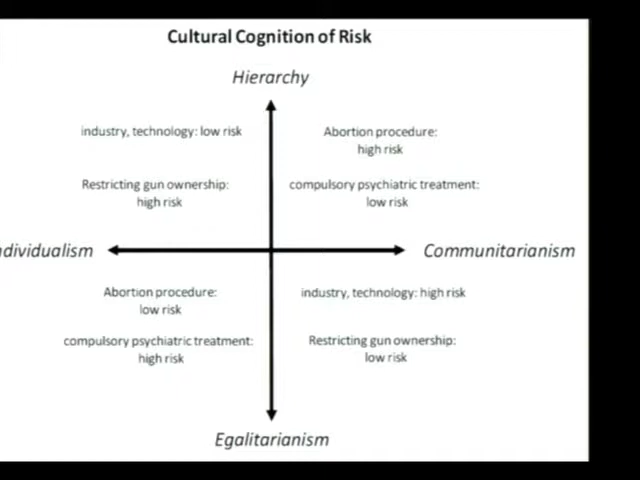 Cultural Cognition of Risk
Hierarchy
industry, technology: low risk
Abortion procedure:
high risk
Restricting gun ownership:
high risk
compulsory psychiatric treatment:
low risk
ndividualism
Communitarianism
Abortion procedure:
low risk
industry, technology: high risk
compulsory psychiatric treatment:
high risk
Restricting gun ownership:
low risk
Egalitarianism